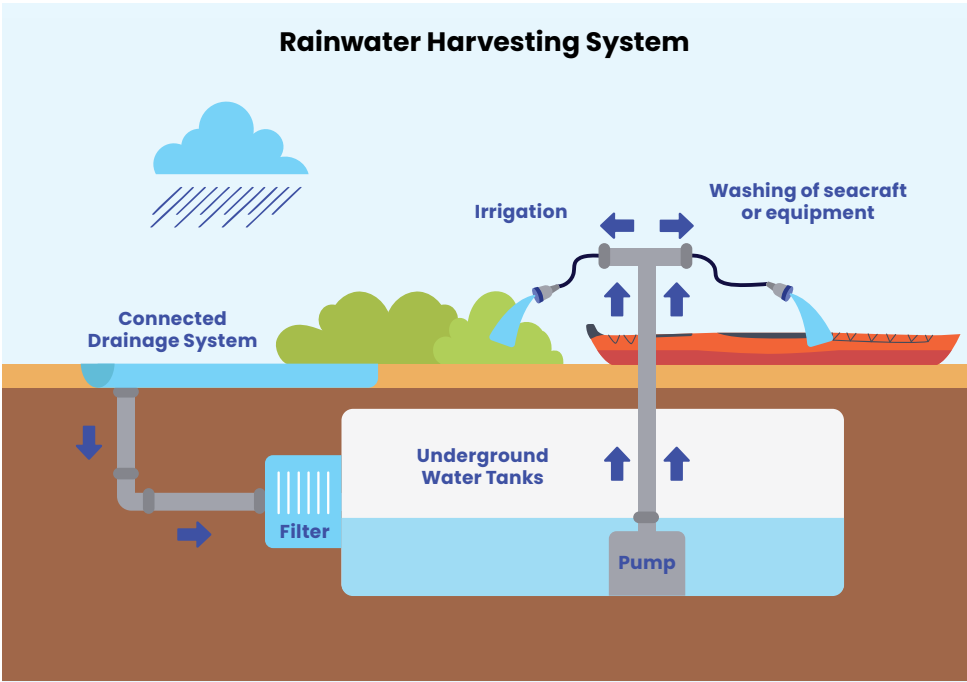 Rainwater Harvesting System
Washing of seacraft
or equipment
Irrigation
Connected
Drainage System
Underground
Water Tanks
Filter
Pump